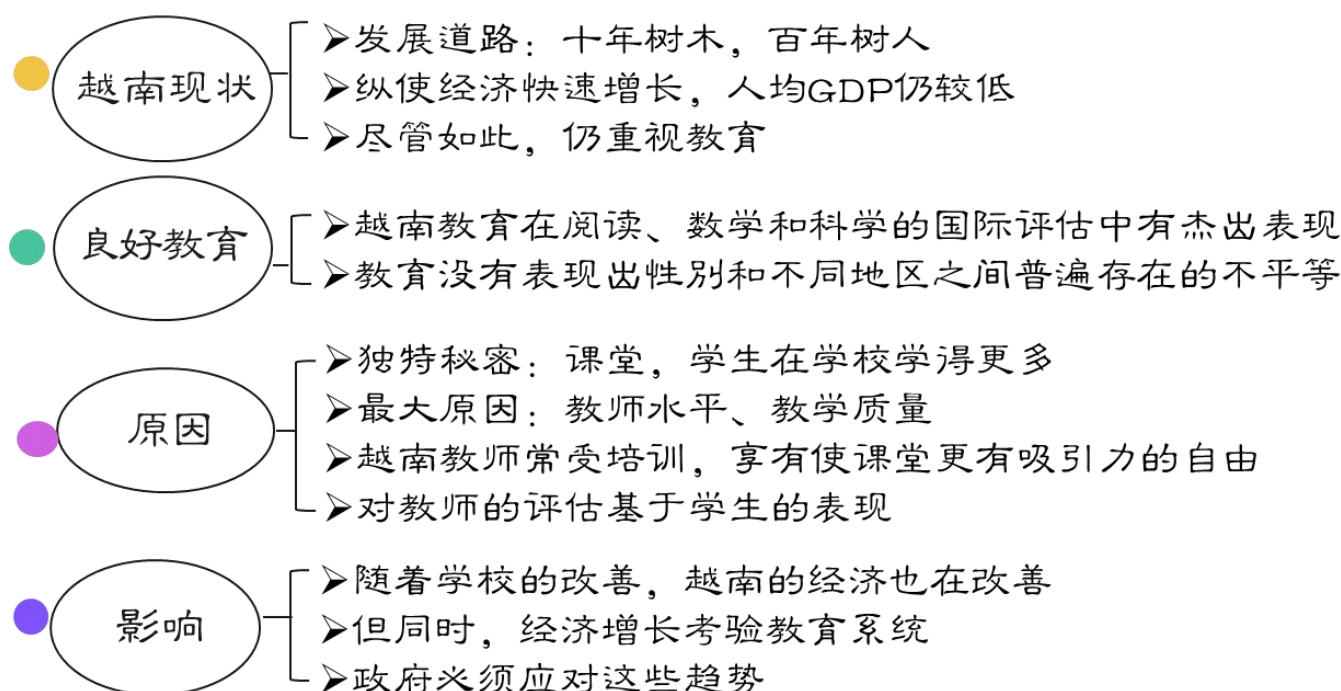 越南现状
➤发展道路：十年树木，百年树人
➤纵使经济快速增长，人均GDP仍较低
➤尽管如此，仍重视教育
良好教育
➤越南教育在阅读、数学和科学的国际评估中有杰出表现
➤教育没有表现出性别和不同地区之间普遍存在的不平等
原因
➤独特秘密：课堂，学生在学校学得更多
➤最大原因：教师水平、教学质量
➤越南教师常受培训，享有使课堂更有吸引力的自由
➤对教师的评估基于学生的表现
影响
➤随着学校的改善，越南的经济也在改善
➤但同时，经济增长考验教育系统
➤政府必须应对这些趋势